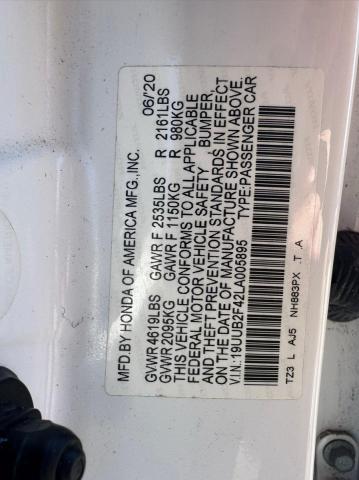 MFD.BY HONDA OF AMERICA MFG.,INC. 06/20
GVWR 4619LBS GAWR F 2535LBS R 2161LBS
GVWR 2095KG GAWR F 1150KG R 980KG
THIS VEHICLE CONFORMS TO ALL APPLICABLE
FEDERAL MOTOR VEHICLE SAFETY , BUMPER,
AND THEFT PREVENTION STANDARDS IN EFFECT
ON THE DATE OF MANUFACTURE SHOWN ABOVE.
V.I.N.:19UUB2F42LA005895 TYPE:PASSENGER CAR
TZ3 L AJ5 NH883PX .T .A